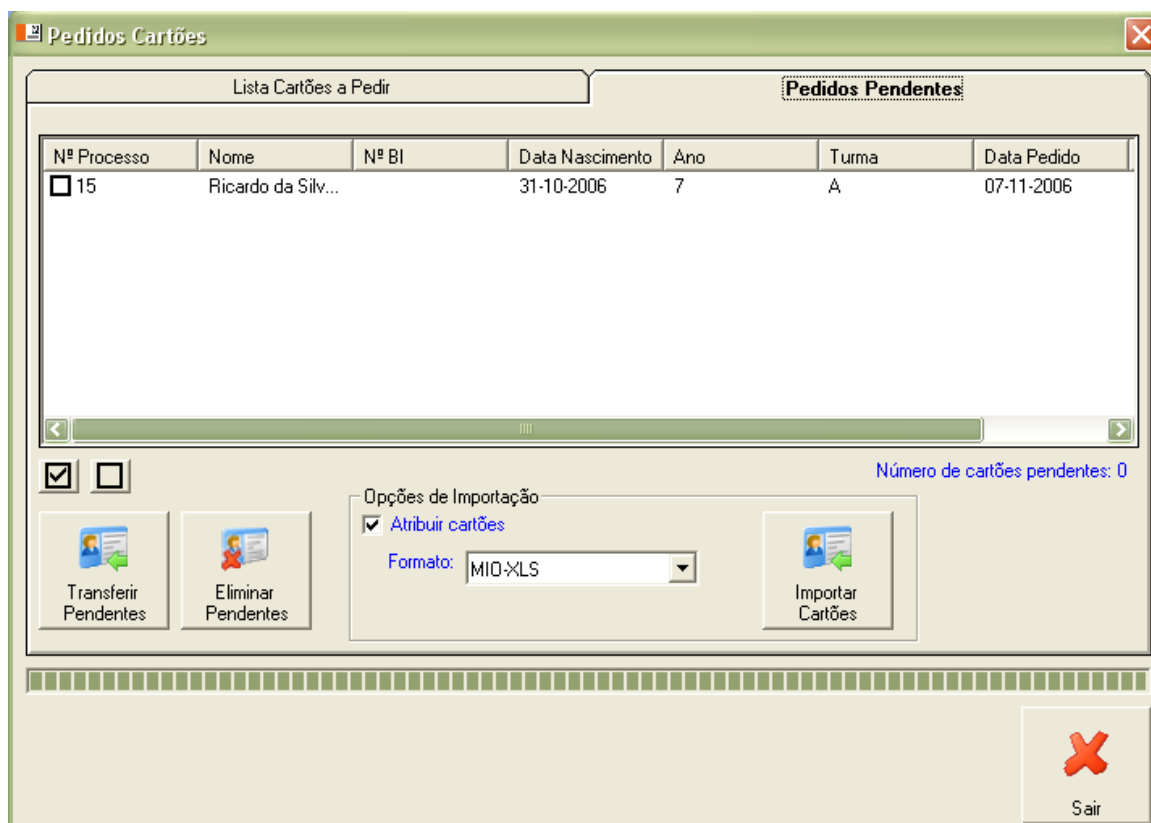 Pedidos Cartões
Lista Cartões a Pedir
Pedidos Pendentes
Nº Processo Nome Nº BI Data Nascimento Ano Turma Data Pedido
15 Ricardo da Silv... 31-10-2006 7 A 07-11-2006
Número de cartões pendentes: 0
Opções de Importação
Atribuir cartões
Formato: MIO-XLS
Transferir
Pendentes
Eliminar
Pendentes
Importar
Cartões
Sair